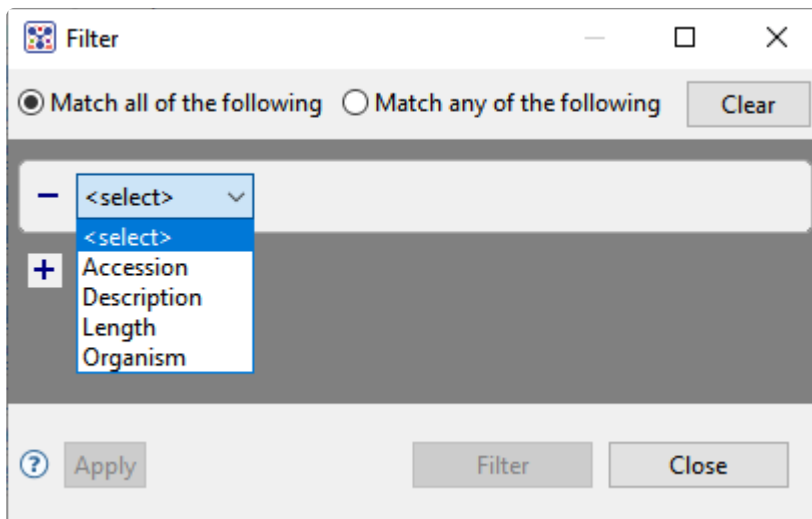 Filter
Match all of the following Match any of the following Clear
<select>
<select>
Accession
Description
Length
Organism
Apply Filter Close